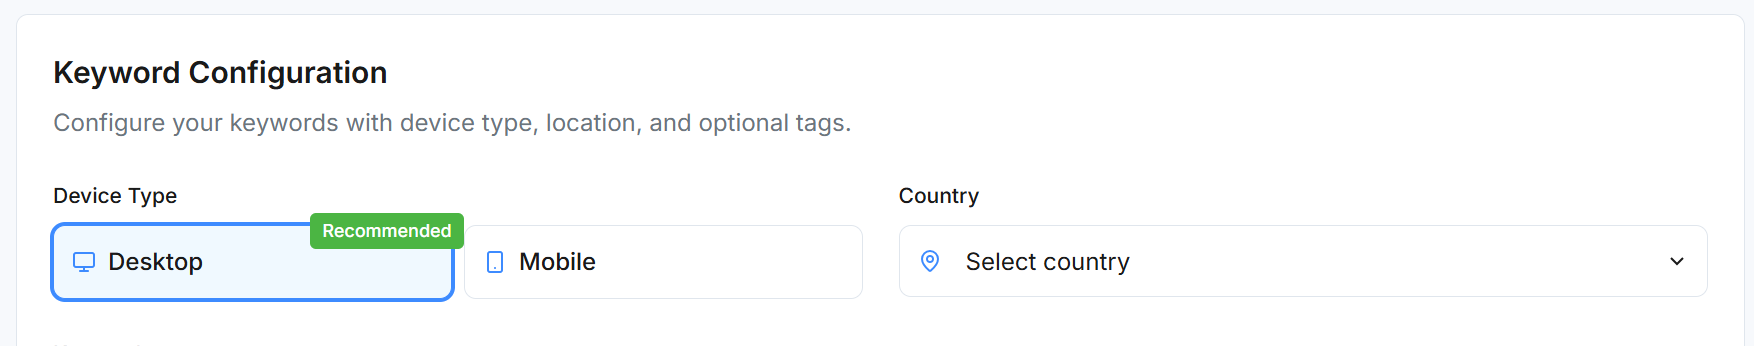 Keyword Configuration
Configure your keywords with device type, location, and optional tags.
Device Type
Country
Recommended
Desktop
Mobile
Select country